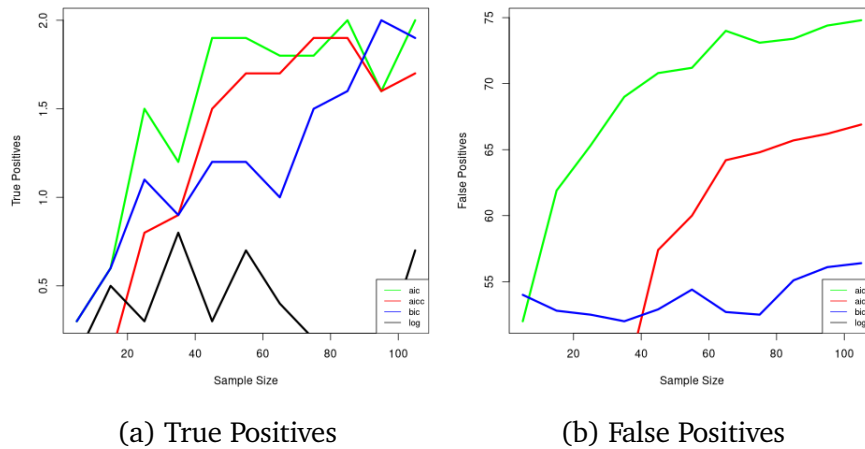 2.0
1.5
1.0
0.5
True Positives
20
40
60
80
100
Sample Size
aic
aicc
bic
log
75
70
65
60
55
False Positives
20
40
60
80
100
Sample Size
aic
aic
bic
log
(a) True Positives
(b) False Positives